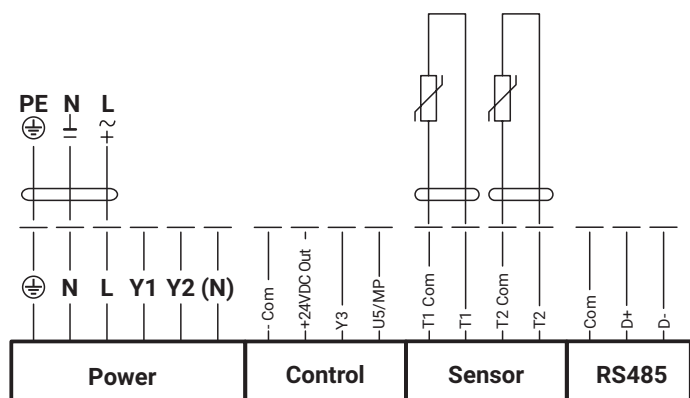 PE N L
N L Y1 Y2 (N)
– Com
+24VDC Out
Y3
U5/MP
T1 Com
T1
T2 Com
T2
Com
D+
D-
Power
Control
Sensor
RS485